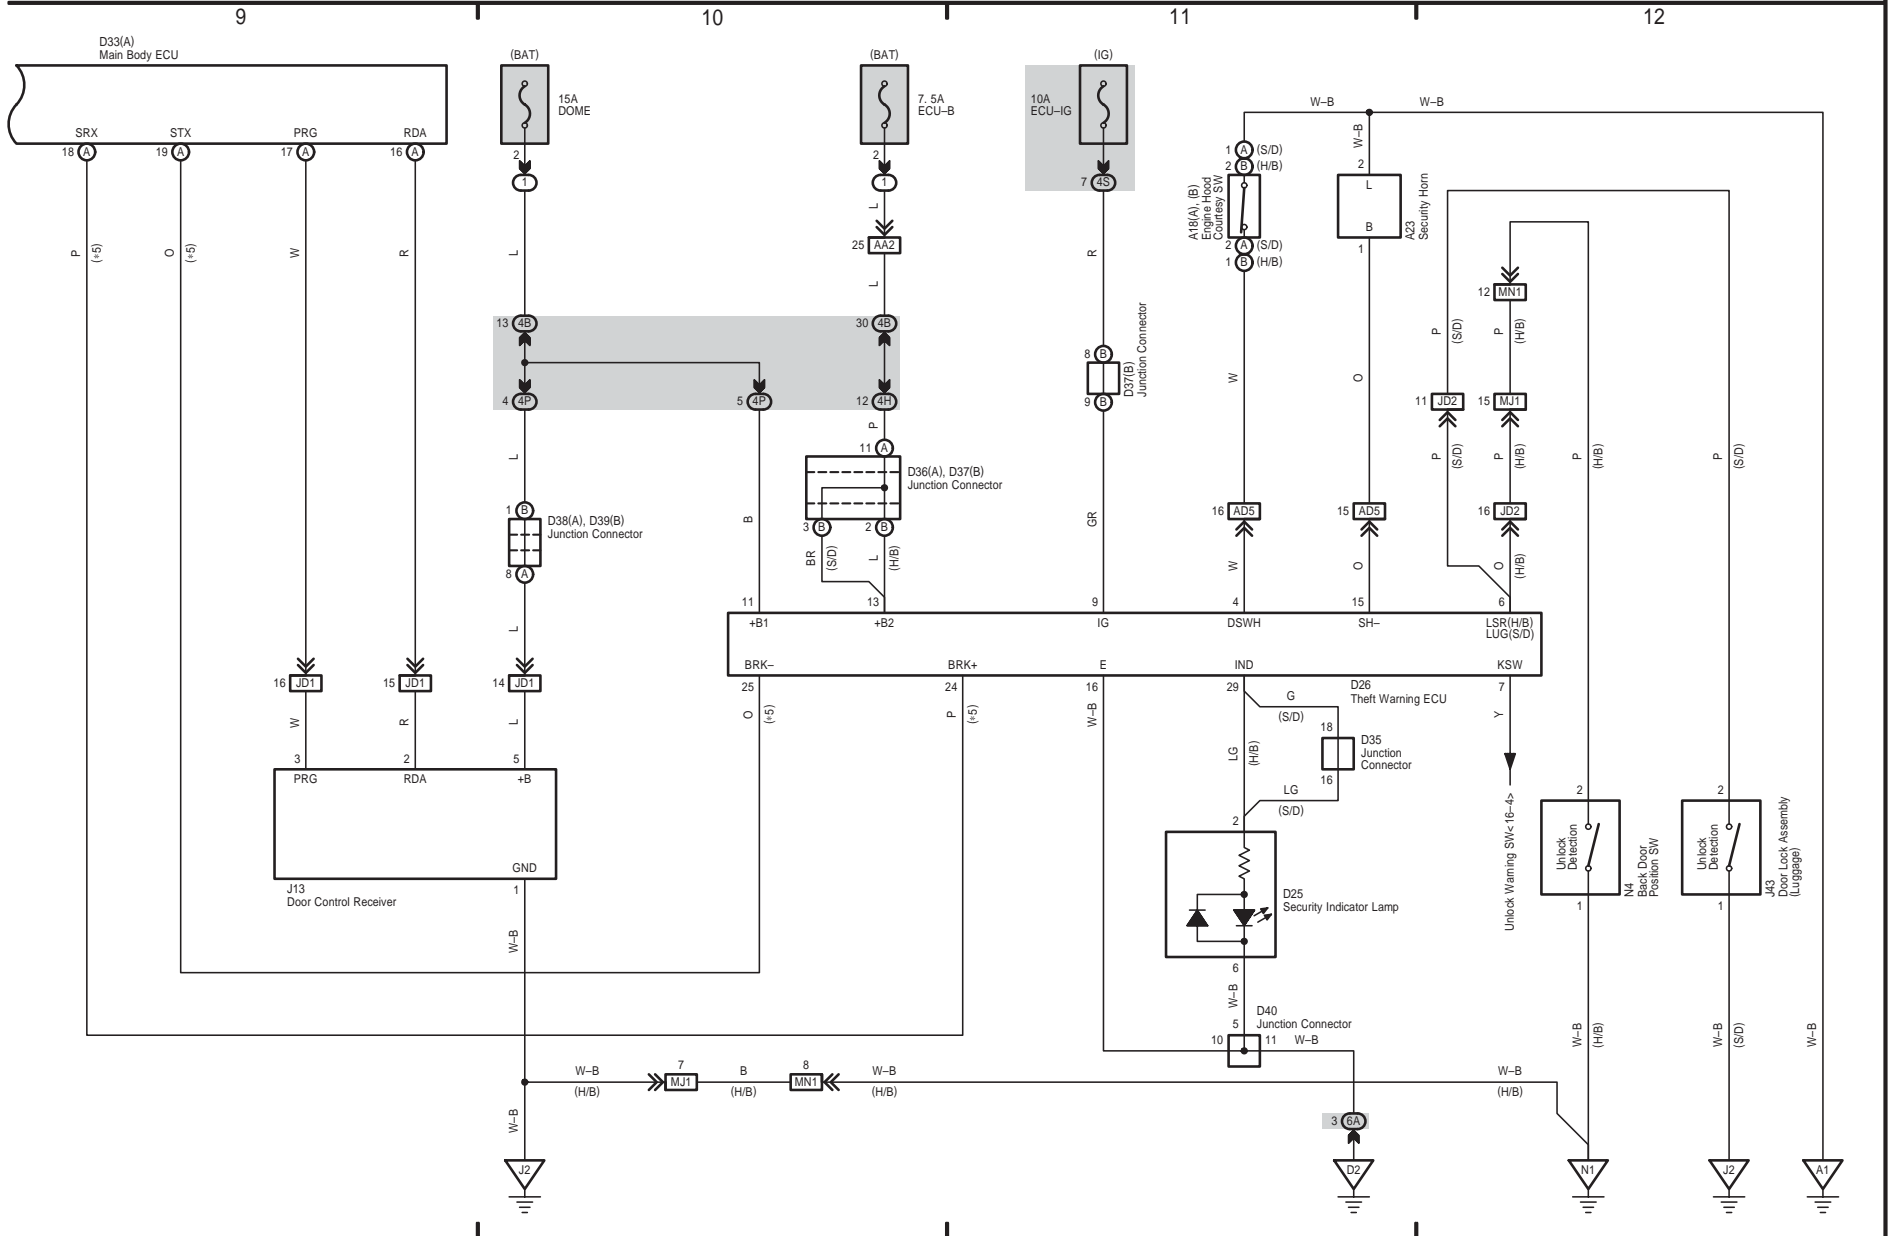 9
10
11
12
D33(A)
Main Body ECU
SRX
STX
PRG
RDA
18 A
19 A
17 A
16 A
(BAT)
15A
DOME
2
1
(BAT)
7. 5A
ECU–B
2
1
(IG)
10A
ECU–IG
7 4S
W–B
W–B
W–B
1 A (S/D)
2 B (H/B)
A18(A), (B)
Engine Hood
Courtesy SW
2 A (S/D)
1 B (H/B)
2
L
B
1
A23
Security Horn
P
(∗5)
O
(∗5)
W
R
L
L
25 AA2
L
R
12 MN1
P
(S/D)
P
(H/B)
13 4B
30 4B
4 4P
5 4P
12 4H
8 B
9 B
D37(B)
Junction Connector
W
O
11 JD2
15 MJ1
P
(S/D)
P
(H/B)
P
(H/B)
P
(S/D)
L
P
11 A
D36(A), D37(B)
Junction Connector
3 B
2 B
BR
(S/D)
L
(H/B)
1 B
D38(A), D39(B)
Junction Connector
8 A
B
GR
16 AD5
15 AD5
16 JD2
W
O
O
(H/B)
L
11
13
9
4
15
6
+B1
+B2
IG
DSWH
SH–
LSR(H/B)
LUG(S/D)
BRK–
BRK+
E
IND
KSW
25
24
16
29
7
D26
Theft Warning ECU
16 JD1
15 JD1
14 JD1
W
R
L
O
(∗5)
P
(∗5)
W–B
G
(S/D)
LG
(H/B)
18
D35
Junction
Connector
16
LG
(S/D)
Y
Unlock Warning SW<16–4>
3
2
5
PRG
RDA
+B
GND
J13
Door Control Receiver
1
W–B
2
D25
Security Indicator Lamp
6
W–B
2
Unlock
Detection
N4
Back Door
Position SW
1
2
Unlock
Detection
J43
Door Lock Assembly
(Luggage)
1
D40
Junction Connector
5
10
11
W–B
W–B
(H/B)
W–B
(S/D)
W–B
W–B
(H/B)
7
MJ1
B
(H/B)
8
MN1
W–B
(H/B)
W–B
(H/B)
W–B
3 6A
J2
D2
N1
J2
A1